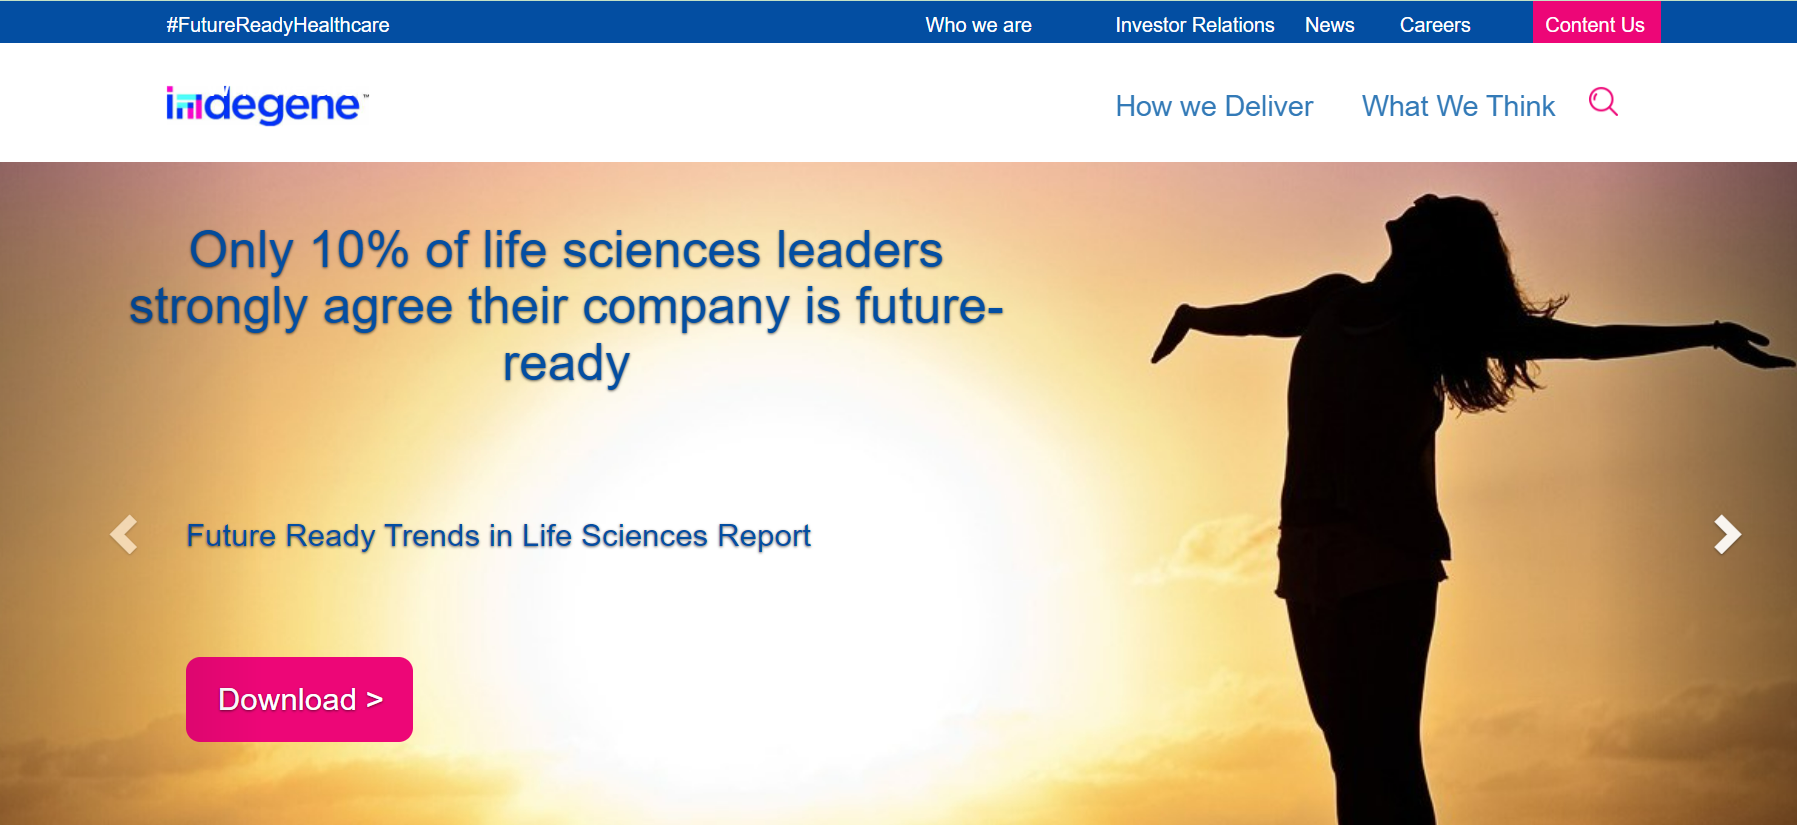 #FutureReadyHealthcare Who we are Investor Relations News Careers Content Us
indegene™ How we Deliver What We Think
Only 10% of life sciences leaders
strongly agree their company is future-
ready
Future Ready Trends in Life Sciences Report
Download >